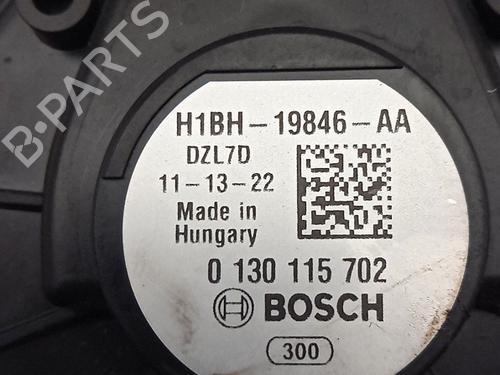 B-PARTS
H1BH-19846-AA
DZL7D
11-13-22
Made in
Hungary
0 130 115 702
BOSCH
300